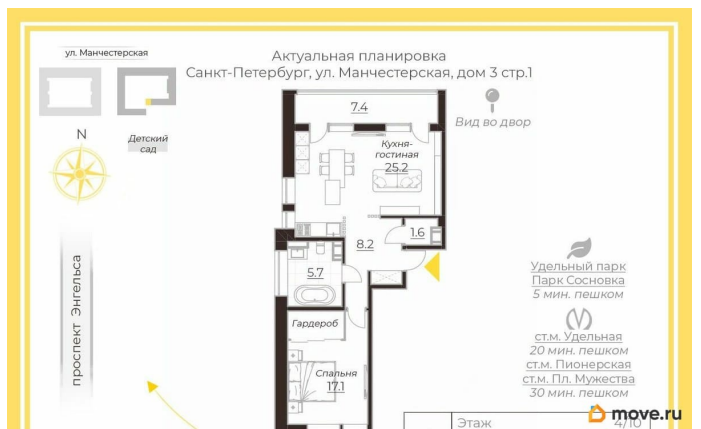 ул. Манчестерская
Актуальная планировка
Санкт-Петербург, ул. Манчестерская, дом 3 стр.1
N
Детский
сад
проспект Энгельса
7.4
Вид во двор
Кухня-
гостиная
25.2
1.6
8.2
5.7
Гардероб
Спальня
17.1
Удельный парк
Парк Сосновка
5 мин. пешком
ст.м. Удельная
20 мин. пешком
ст.м. Пионерская
ст.м. Пл. Мужества
30 мин. пешком
Этаж 4/10
move.ru